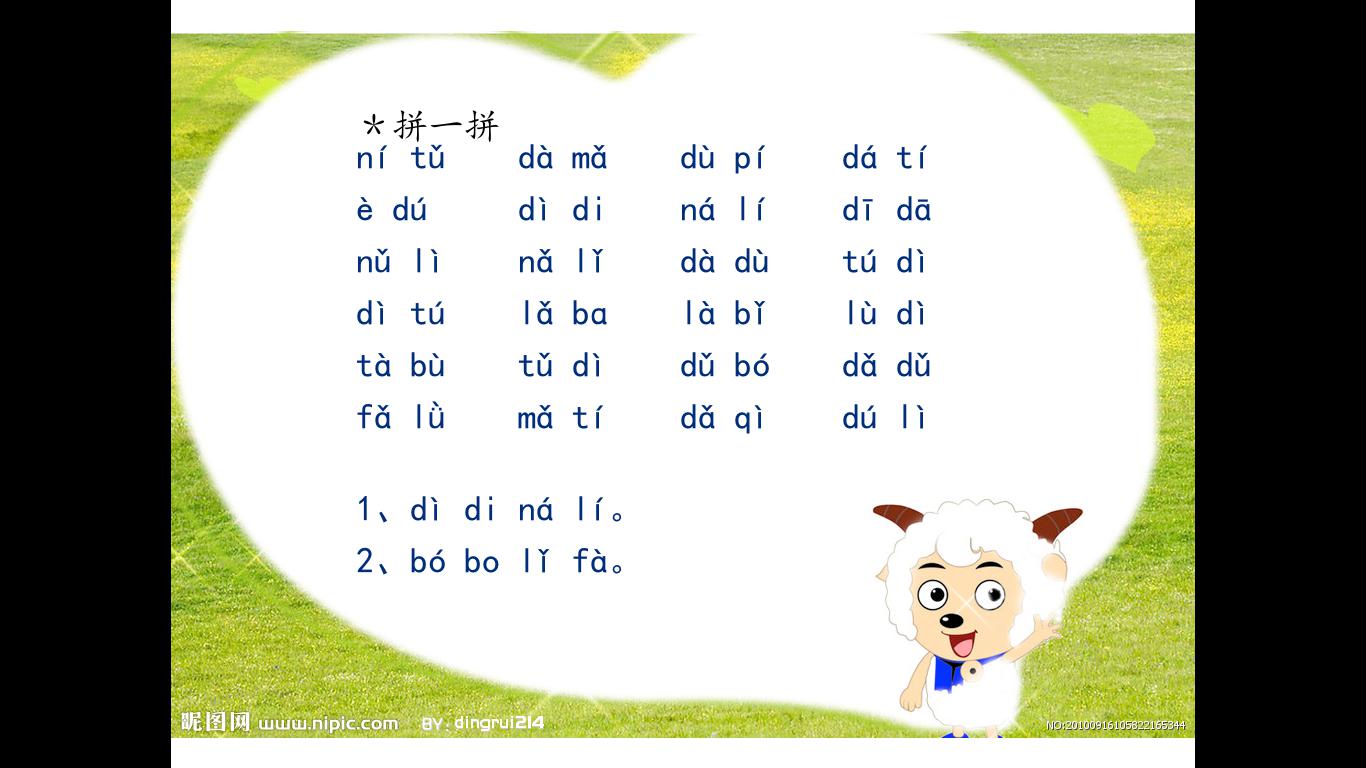 ＊拼一拼
ní tǔ dà mǎ dù pí dá tí
è dú dì di ná lí dī dā
nǔ lì nǎ lǐ dà dù tú dì
dì tú lǎ ba là bǐ lù dì
tà bù tǔ dì dǔ bó dǎ dǔ
fǎ lǜ mǎ tí dǎ qì dú lì
1、dì di ná lí。
2、bó bo lǐ fà。
昵图网 www.nipic.com BY:dingrui214
NO:20100916105822165344